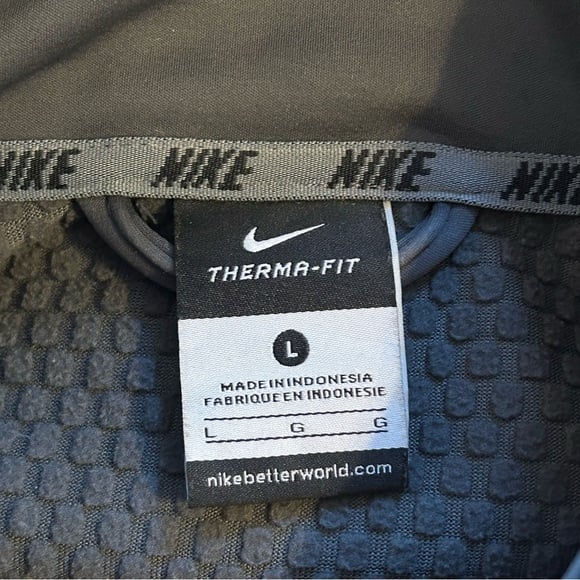 NIKE NIKE NIKE NIKE
THERMA-FIT
L
MADE IN INDONESIA
FABRIQUE EN INDONESIE
L G G
nikebetterworld.com